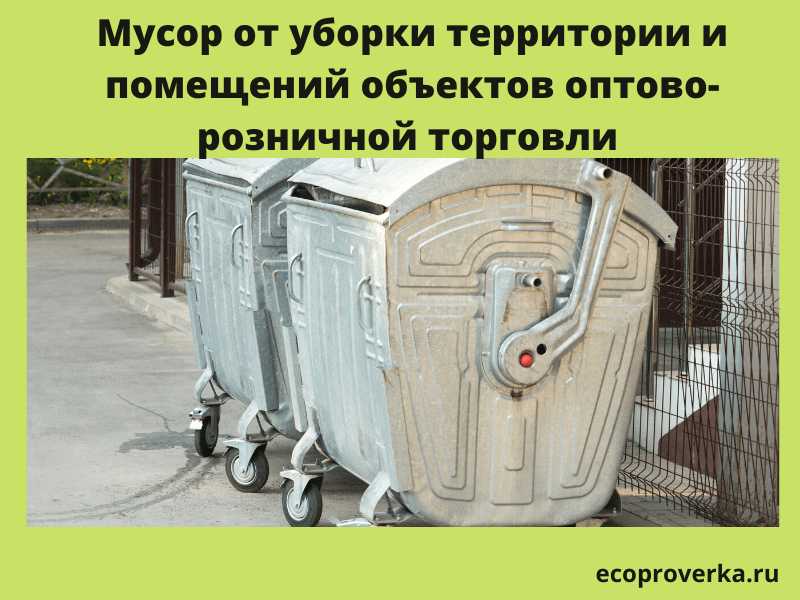 Мусор от уборки территории и
помещений объектов оптово-
розничной торговли
ecoproverka.ru